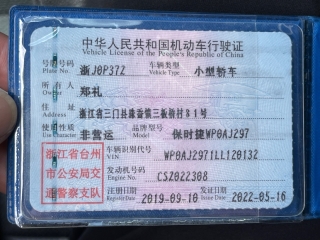 中华人民共和国机动车行驶证
Vehicle License of the People's Republic of China
号牌号码 浙J0P37Z 车辆类型 小型轿车
Plate No. Vehicle Type
所有人 郑礼
Owner
住址 浙江省三门县珠岙镇三板桥村81号
Address
使用性质 非营运 品牌型号 保时捷WP0AJ297
Use Character Model
浙江省台州市公安局交通警察支队
车辆识别代号 WP0AJ2971LL120132
VIN
发动机号码 CSZ022308
Engine No.
注册日期 2019-09-10 发证日期 2022-05-16
Register Date Issue Date